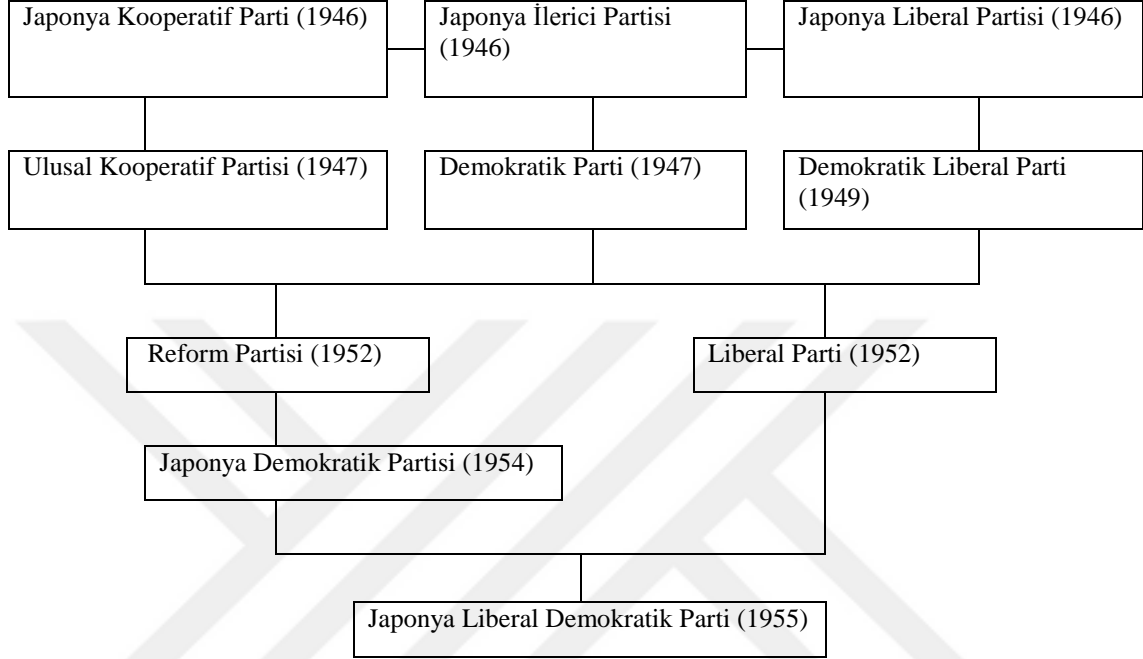 Japonya Kooperatif Parti (1946)
Japonya İlerici Partisi
(1946)
Japonya Liberal Partisi (1946)
Ulusal Kooperatif Partisi (1947)
Demokratik Parti (1947)
Demokratik Liberal Parti
(1949)
Reform Partisi (1952)
Liberal Parti (1952)
Japonya Demokratik Partisi (1954)
Japonya Liberal Demokratik Parti (1955)